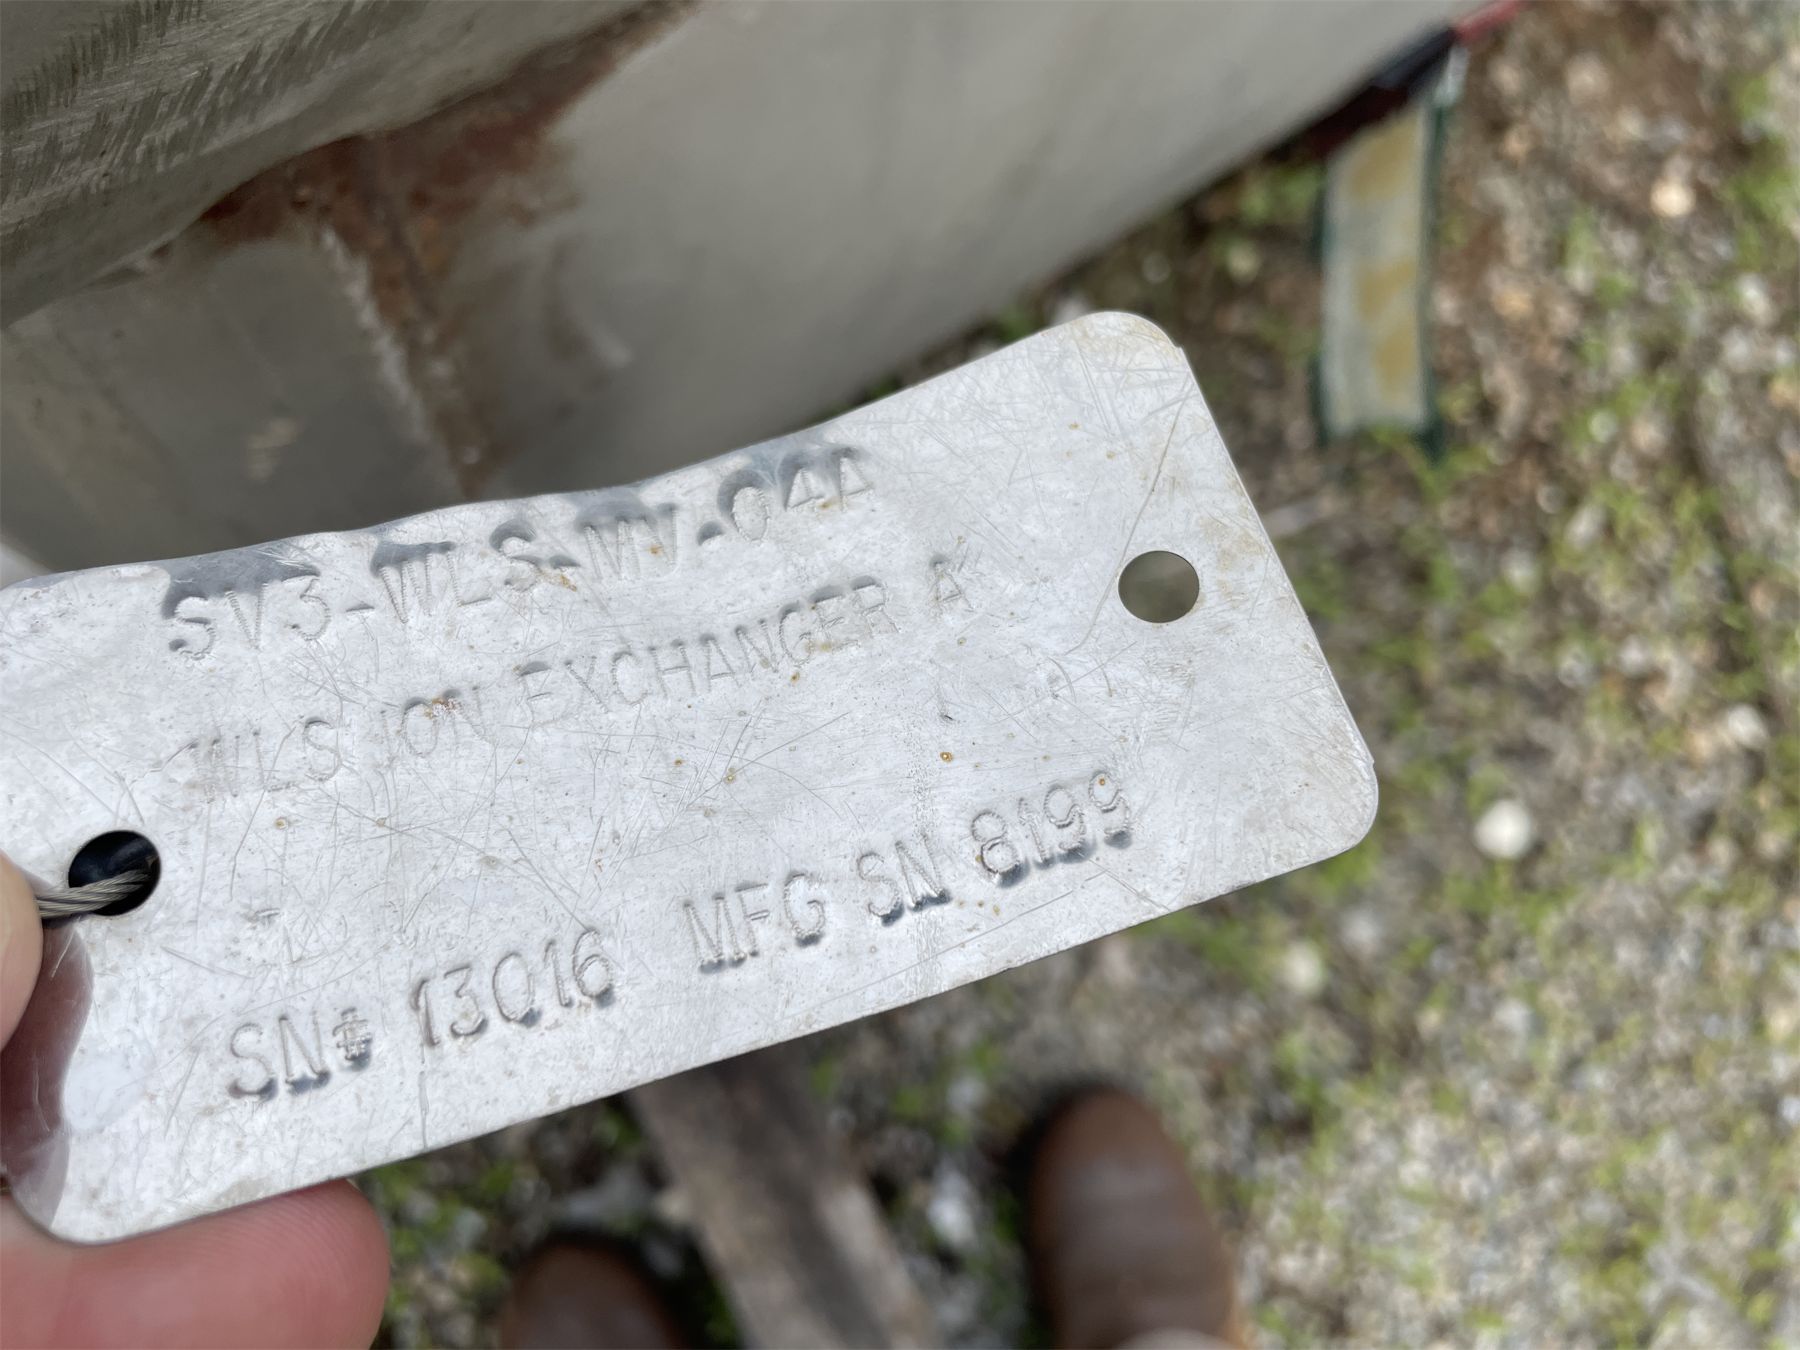 SV3-WLS-MV-04A
WLS ION EXCHANGER A
SN# 13016 MFG SN 8199